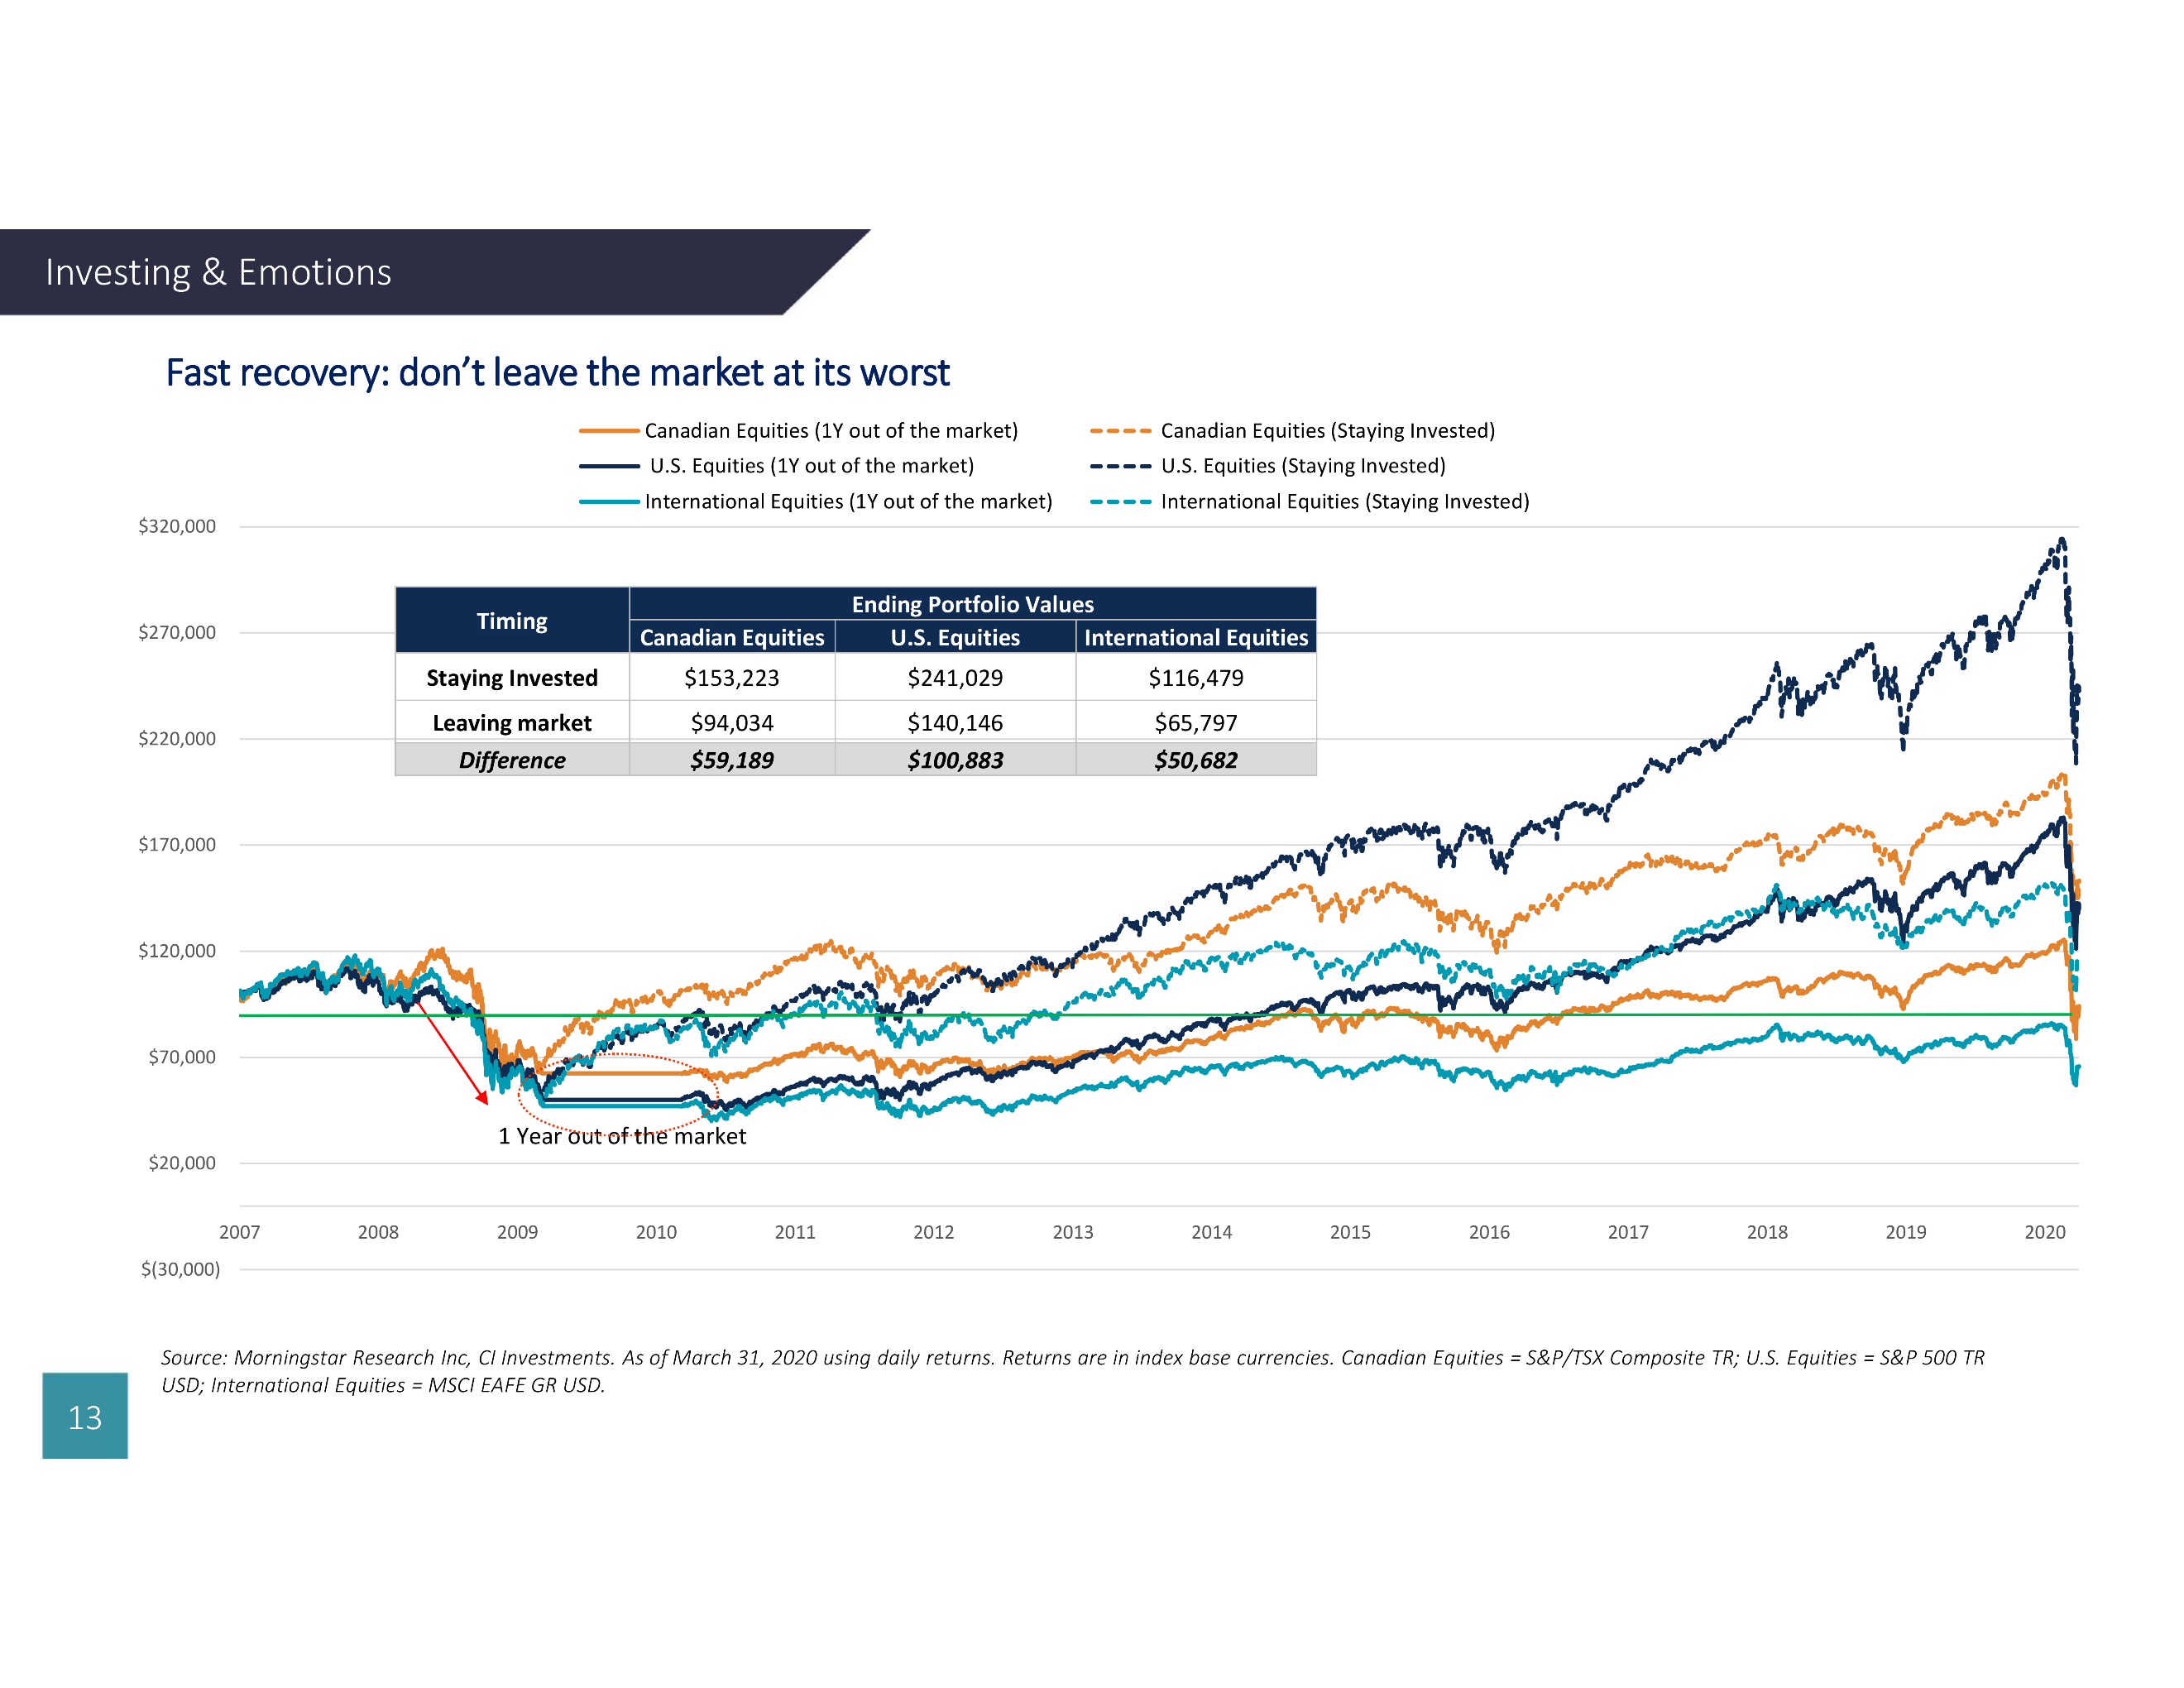 Investing & Emotions
Fast recovery: don’t leave the market at its worst
Canadian Equities (1Y out of the market)
Canadian Equities (Staying Invested)
U.S. Equities (1Y out of the market)
U.S. Equities (Staying Invested)
International Equities (1Y out of the market)
International Equities (Staying Invested)
$320,000
$270,000
$220,000
$170,000
$120,000
$70,000
$20,000
$(30,000)
Timing
Ending Portfolio Values
Canadian Equities U.S. Equities International Equities
Staying Invested $153,223 $241,029 $116,479
Leaving market $94,034 $140,146 $65,797
Difference $59,189 $100,883 $50,682
1 Year out of the market
2007 2008 2009 2010 2011 2012 2013 2014 2015 2016 2017 2018 2019 2020
Source: Morningstar Research Inc, CI Investments. As of March 31, 2020 using daily returns. Returns are in index base currencies. Canadian Equities = S&P/TSX Composite TR; U.S. Equities = S&P 500 TR
USD; International Equities = MSCI EAFE GR USD.
13